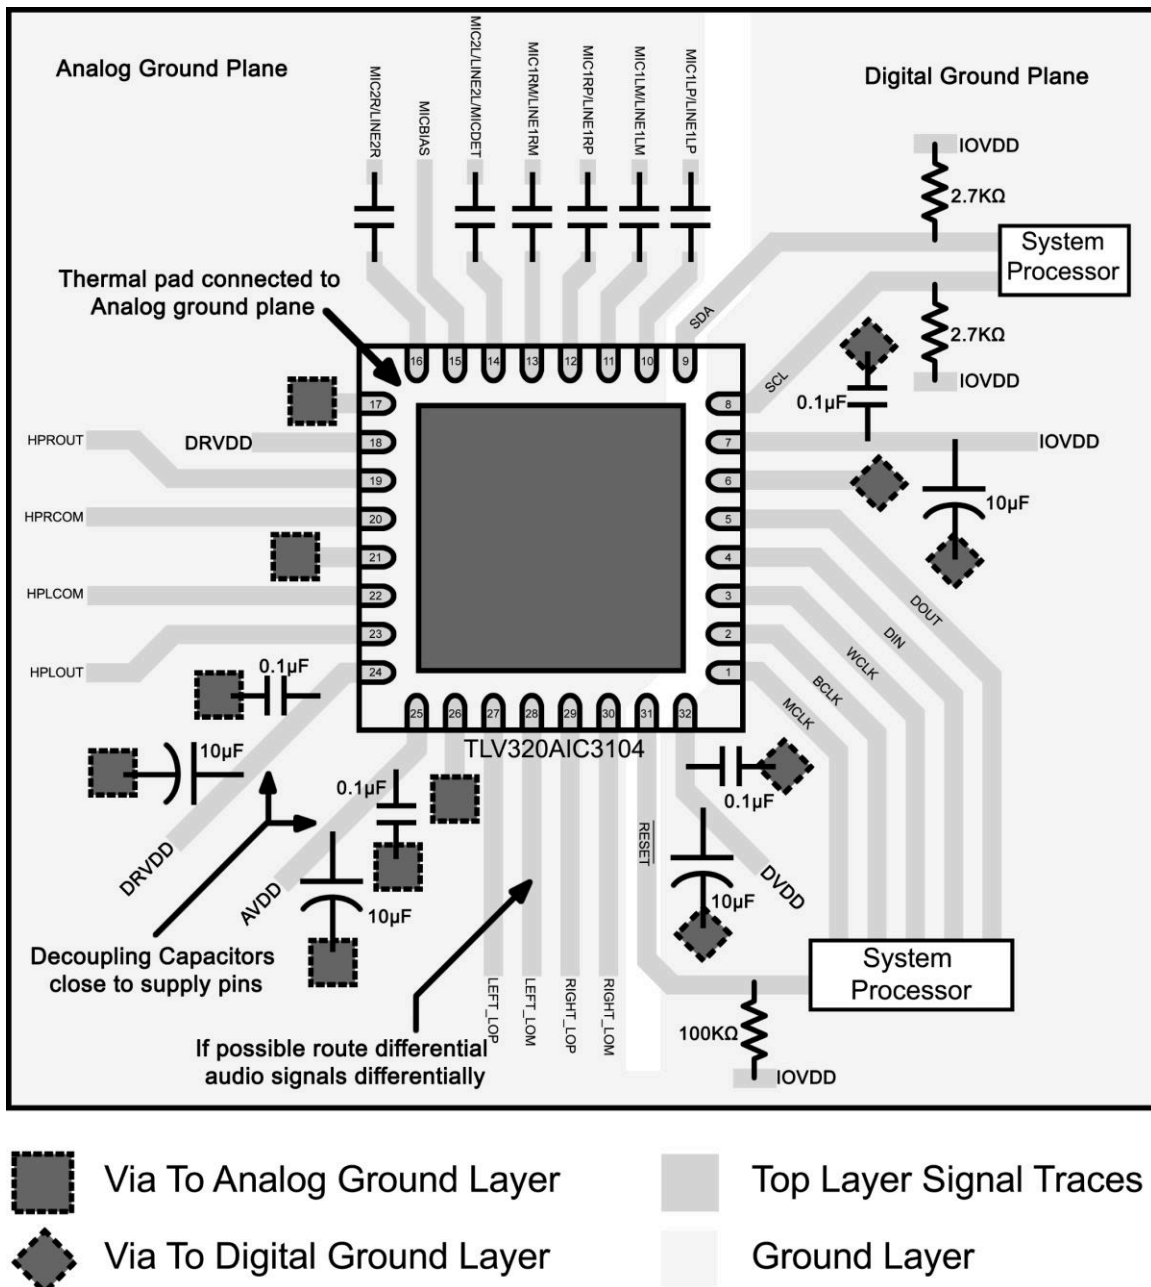 Analog Ground Plane
Digital Ground Plane
MIC2R/LINE2R
MICBIAS
MIC2L/LINE2L/MICDET
MIC1RM/LINE1RM
MIC1RP/LINE1RP
MIC1LM/LINE1LM
MIC1LP/LINE1LP
IOVDD
2.7KΩ
System
Processor
Thermal pad connected to
Analog ground plane
SDA
SCL
2.7KΩ
IOVDD
0.1µF
16
15
14
13
12
11
10
9
17
8
HPROUT
DRVDD
18
7
IOVDD
19
6
10µF
HPRCOM
20
5
21
4
HPLCOM
22
3
DOUT
DIN
WCLK
BCLK
MCLK
23
2
HPLOUT
0.1µF
24
1
25
26
27
28
29
30
31
32
TLV320AIC3104
10µF
0.1µF
0.1µF
RESET
DRVDD
AVDD
10µF
10µF
DVDD
Decoupling Capacitors
close to supply pins
System
Processor
LEFT_LOP
LEFT_LOM
RIGHT_LOP
RIGHT_LOM
100KΩ
If possible route differential
audio signals differentially
IOVDD
Via To Analog Ground Layer
Top Layer Signal Traces
Via To Digital Ground Layer
Ground Layer